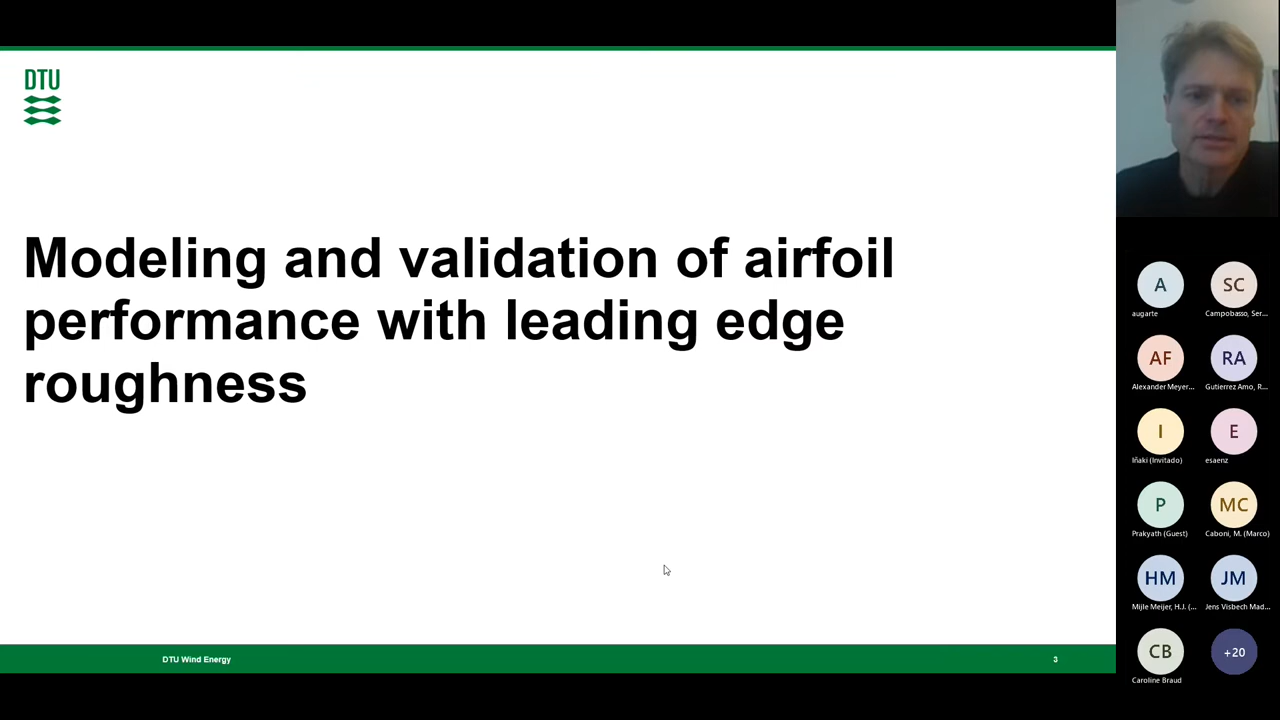 DTU
Modeling and validation of airfoil
performance with leading edge
roughness
DTU Wind Energy
3
A
augarte
SC
Campobasso, Ser...
AF
Alexander Meyer...
RA
Gutierrez Amo, R...
I
Iñaki (Invitado)
E
esaenz
P
Prakyath (Guest)
MC
Caboni, M. (Marco)
HM
Mijle Meijer, H.J. (...
JM
Jens Visbech Mad...
CB
Caroline Braud
+20